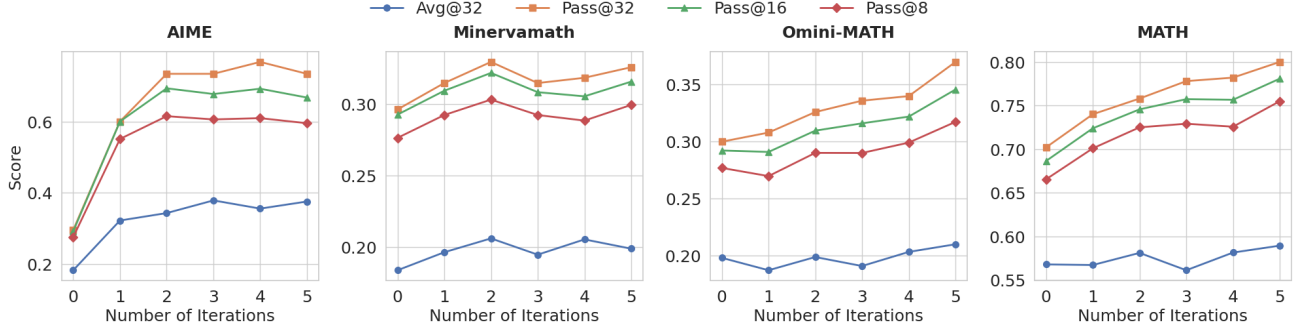 Avg@32 Pass@32 Pass@16 Pass@8
AIME Minervamath Omini-MATH MATH
Score
0.6
0.4
0.2
0 1 2 3 4 5
Number of Iterations
0.30
0.25
0.20
0 1 2 3 4 5
Number of Iterations
0.35
0.30
0.25
0.20
0 1 2 3 4 5
Number of Iterations
0.80
0.75
0.70
0.65
0.60
0.55
0 1 2 3 4 5
Number of Iterations